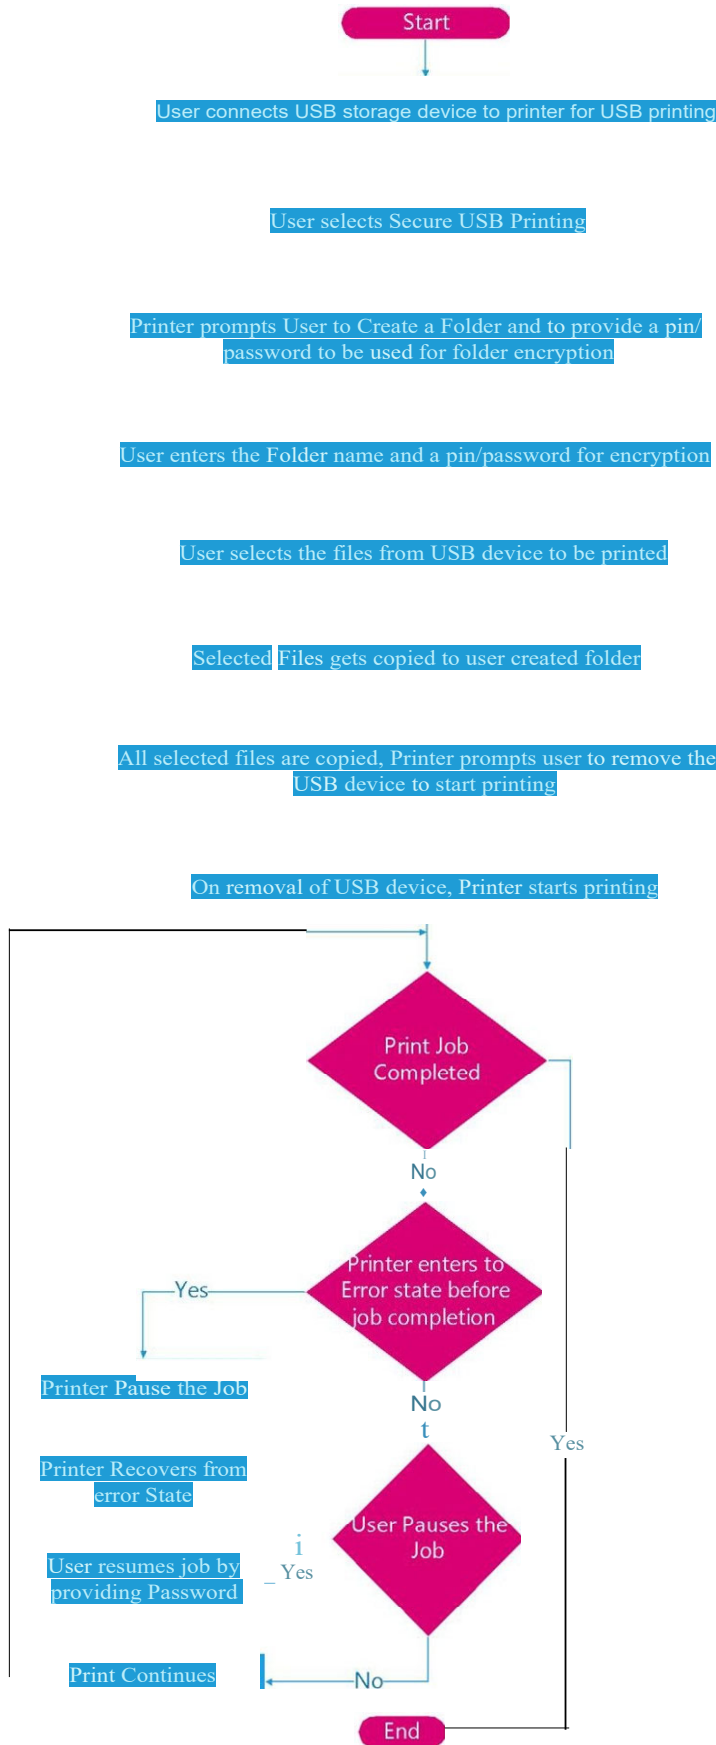 Start
User connects USB storage device to printer for USB printing
User selects Secure USB Printing
Printer prompts User to Create a Folder and to provide a pin/
password to be used for folder encryption
User enters the Folder name and a pin/password for encryption
User selects the files from USB device to be printed
Selected Files gets copied to user created folder
All selected files are copied, Printer prompts user to remove the
USB device to start printing
On removal of USB device, Printer starts printing
Print Job
Completed
No
Printer enters to
Error state before
job completion
Yes
Printer Pause the Job
No
t
Yes
Printer Recovers from
error State
User Pauses the
Job
i
_ Yes
User resumes job by
providing Password
Print Continues
No
End